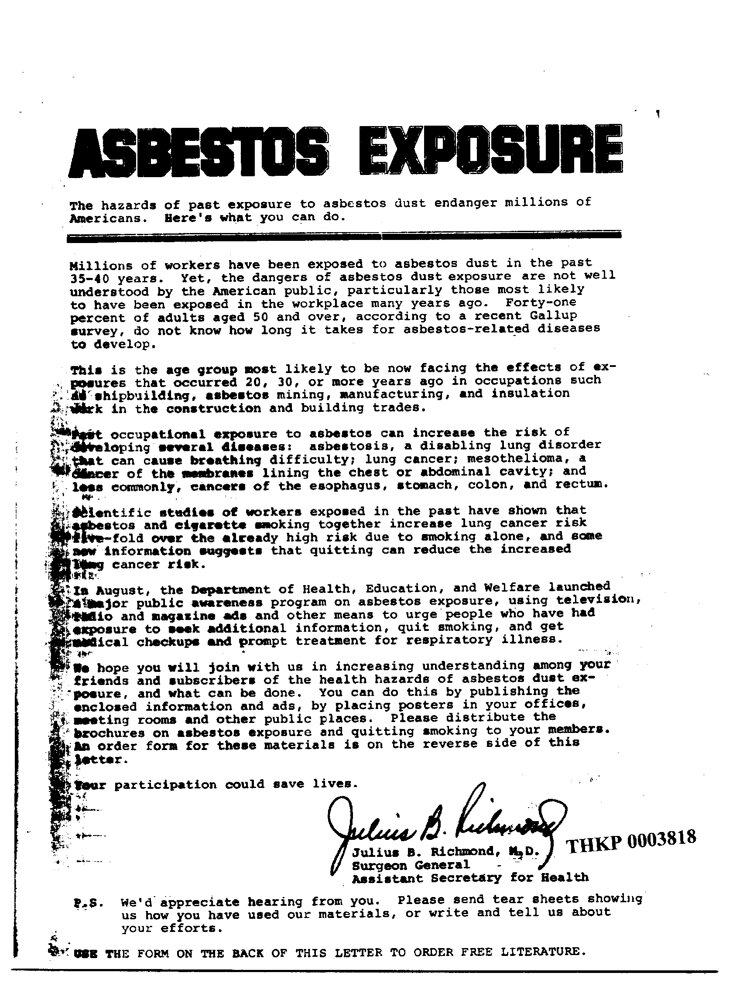 ASBESTOS EXPOSURE
The hazards of past exposure to asbestos dust endanger millions of
Americans. Here's what you can do.
Millions of workers have been exposed to asbestos dust in the past
35-40 years. Yet, the dangers of asbestos dust exposure are not well
understood by the American public, particularly those most likely
to have been exposed in the workplace many years ago. Forty-one
percent of adults aged 50 and over, according to a recent Gallup
survey, do not know how long it takes for asbestos-related diseases
to develop.
This is the age group most likely to be now facing the effects of ex-
posures that occurred 20, 30, or more years ago in occupations such
as shipbuilding, asbestos mining, manufacturing, and insulation
work in the construction and building trades.
Past occupational exposure to asbestos can increase the risk of
developing several diseases: asbestosis, a disabling lung disorder
that can cause breathing difficulty; lung cancer; mesothelioma, a
cancer of the membranes lining the chest or abdominal cavity; and
less commonly, cancers of the esophagus, stomach, colon, and rectum.
Scientific studies of workers exposed in the past have shown that
asbestos and cigarette smoking together increase lung cancer risk
five-fold over the already high risk due to smoking alone, and some
new information suggests that quitting can reduce the increased
lung cancer risk.
In August, the Department of Health, Education, and Welfare launched
a major public awareness program on asbestos exposure, using television,
radio and magazine ads and other means to urge people who have had
exposure to seek additional information, quit smoking, and get
medical checkups and prompt treatment for respiratory illness.
We hope you will join with us in increasing understanding among your
friends and subscribers of the health hazards of asbestos dust ex-
posure, and what can be done. You can do this by publishing the
enclosed information and ads, by placing posters in your offices,
meeting rooms and other public places. Please distribute the
brochures on asbestos exposure and quitting smoking to your members.
An order form for these materials is on the reverse side of this
letter.
Your participation could save lives.
Julius B. Richmond
Julius B. Richmond, M.D.
THKP 0003818
Surgeon General
Assistant Secretary for Health
P.S. We'd appreciate hearing from you. Please send tear sheets showing
us how you have used our materials, or write and tell us about
your efforts.
USE THE FORM ON THE BACK OF THIS LETTER TO ORDER FREE LITERATURE.